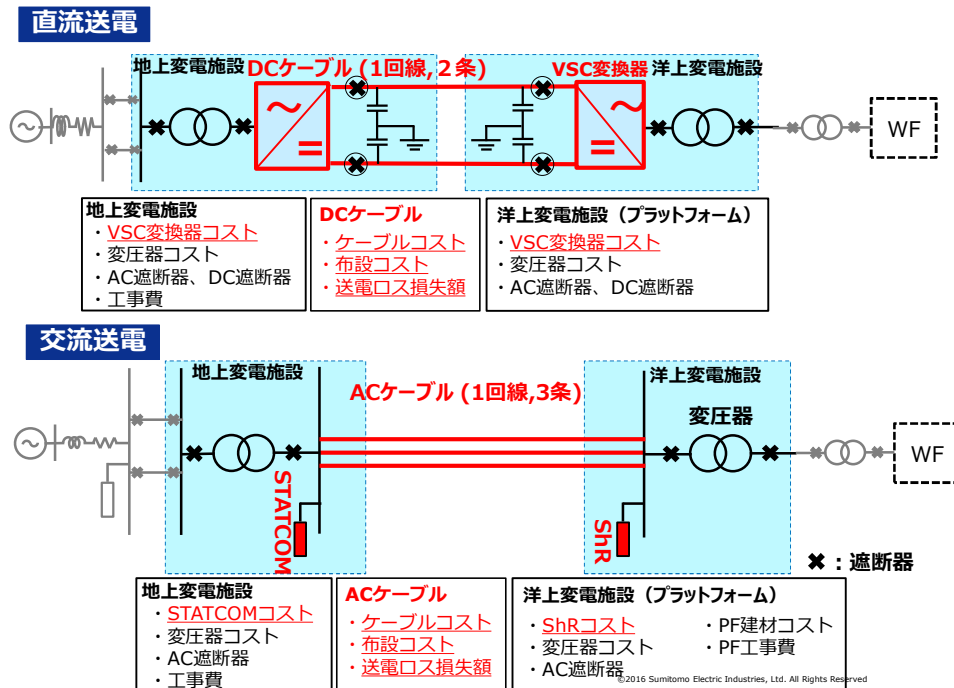 直流送電
地上変電施設
DCケーブル (1回線,２条)
VSC変換器
洋上変電施設
WF
地上変電施設
・VSC変換器コスト
・変圧器コスト
・AC遮断器、DC遮断器
・工事費
DCケーブル
・ケーブルコスト
・布設コスト
・送電ロス損失額
洋上変電施設（プラットフォーム）
・VSC変換器コスト
・変圧器コスト
・AC遮断器、DC遮断器
交流送電
地上変電施設
ACケーブル (1回線,3条)
洋上変電施設
変圧器
WF
STATCOM
ShR
✖：遮断器
地上変電施設
・STATCOMコスト
・変圧器コスト
・AC遮断器
・工事費
ACケーブル
・ケーブルコスト
・布設コスト
・送電ロス損失額
洋上変電施設（プラットフォーム）
・ShRコスト ・PF建材コスト
・変圧器コスト ・PF工事費
・AC遮断器
©2016 Sumitomo Electric Industries, Ltd. All Rights Reserved